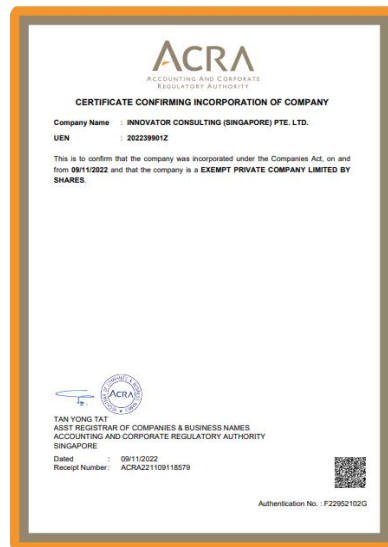 ACRA
ACCOUNTING AND CORPORATE
REGULATORY AUTHORITY
CERTIFICATE CONFIRMING INCORPORATION OF COMPANY
Company Name : INNOVATOR CONSULTING (SINGAPORE) PTE. LTD.
UEN : 202239901Z
This is to confirm that the company was incorporated under the Companies Act, on and
from 09/11/2022 and that the company is a EXEMPT PRIVATE COMPANY LIMITED BY
SHARES.
ACRA
TAN YONG TAT
ASST REGISTRAR OF COMPANIES & BUSINESS NAMES
ACCOUNTING AND CORPORATE REGULATORY AUTHORITY
SINGAPORE
Dated : 09/11/2022
Receipt Number : ACRA221109118579
Authentication No. : F22952102G